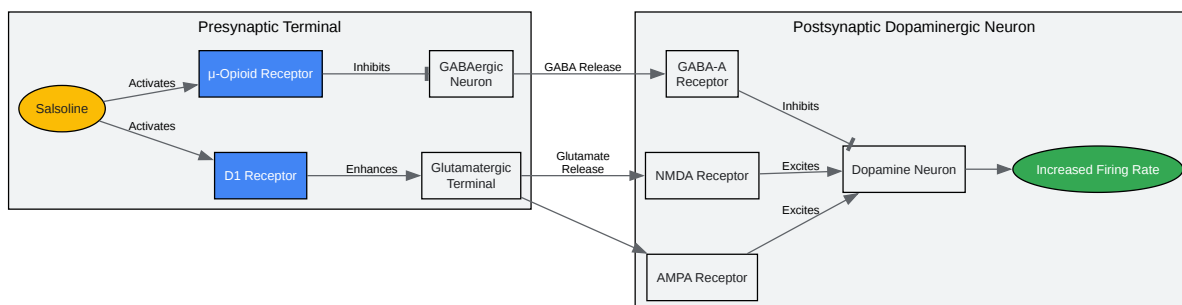 Presynaptic Terminal
Postsynaptic Dopaminergic Neuron
Salsoline
Activates
Activates
μ-Opioid Receptor
Inhibits
GABAergic
Neuron
GABA Release
GABA-A
Receptor
Inhibits
D1 Receptor
Enhances
Glutamatergic
Terminal
Glutamate
Release
NMDA Receptor
Excites
Dopamine Neuron
Increased Firing Rate
Excites
AMPA Receptor